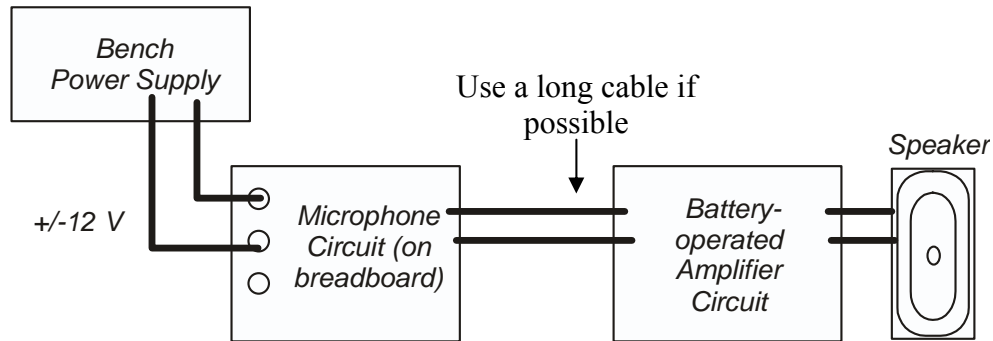 Bench
Power Supply
Use a long cable if
possible
Speaker
+/-12 V
Microphone
Circuit (on
breadboard)
Battery-
operated
Amplifier
Circuit